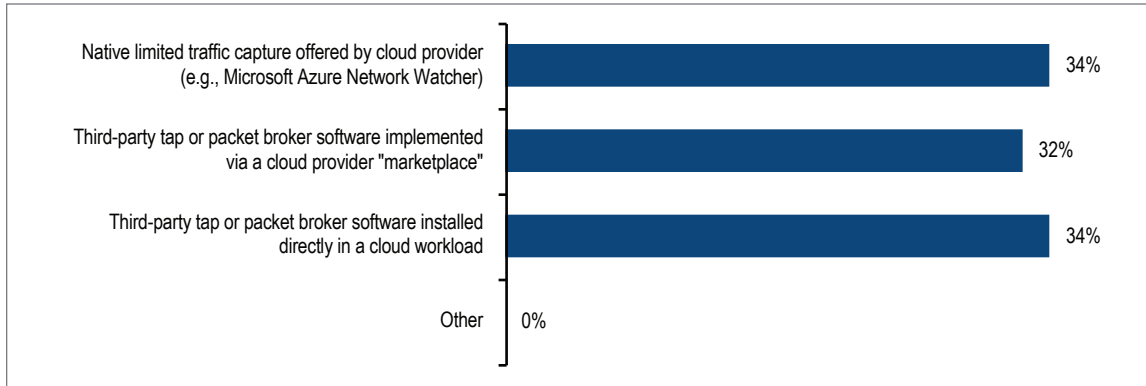 Native limited traffic capture offered by cloud provider
(e.g., Microsoft Azure Network Watcher)
34%
Third-party tap or packet broker software implemented
via a cloud provider "marketplace"
32%
Third-party tap or packet broker software installed
directly in a cloud workload
34%
Other
0%